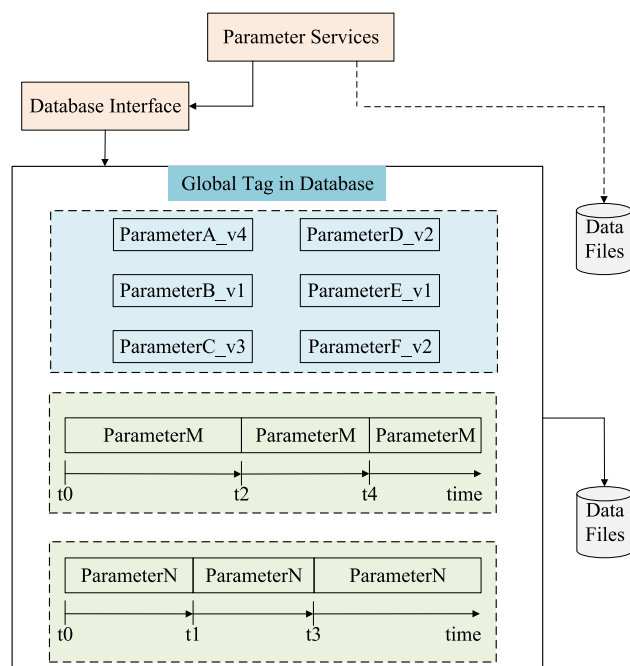 Parameter Services
Database Interface
Global Tag in Database
ParameterA_v4
ParameterD_v2
Data
Files
ParameterB_v1
ParameterE_v1
ParameterC_v3
ParameterF_v2
ParameterM
ParameterM
ParameterM
t0
t2
t4
time
Data
Files
ParameterN
ParameterN
ParameterN
t0
t1
t3
time